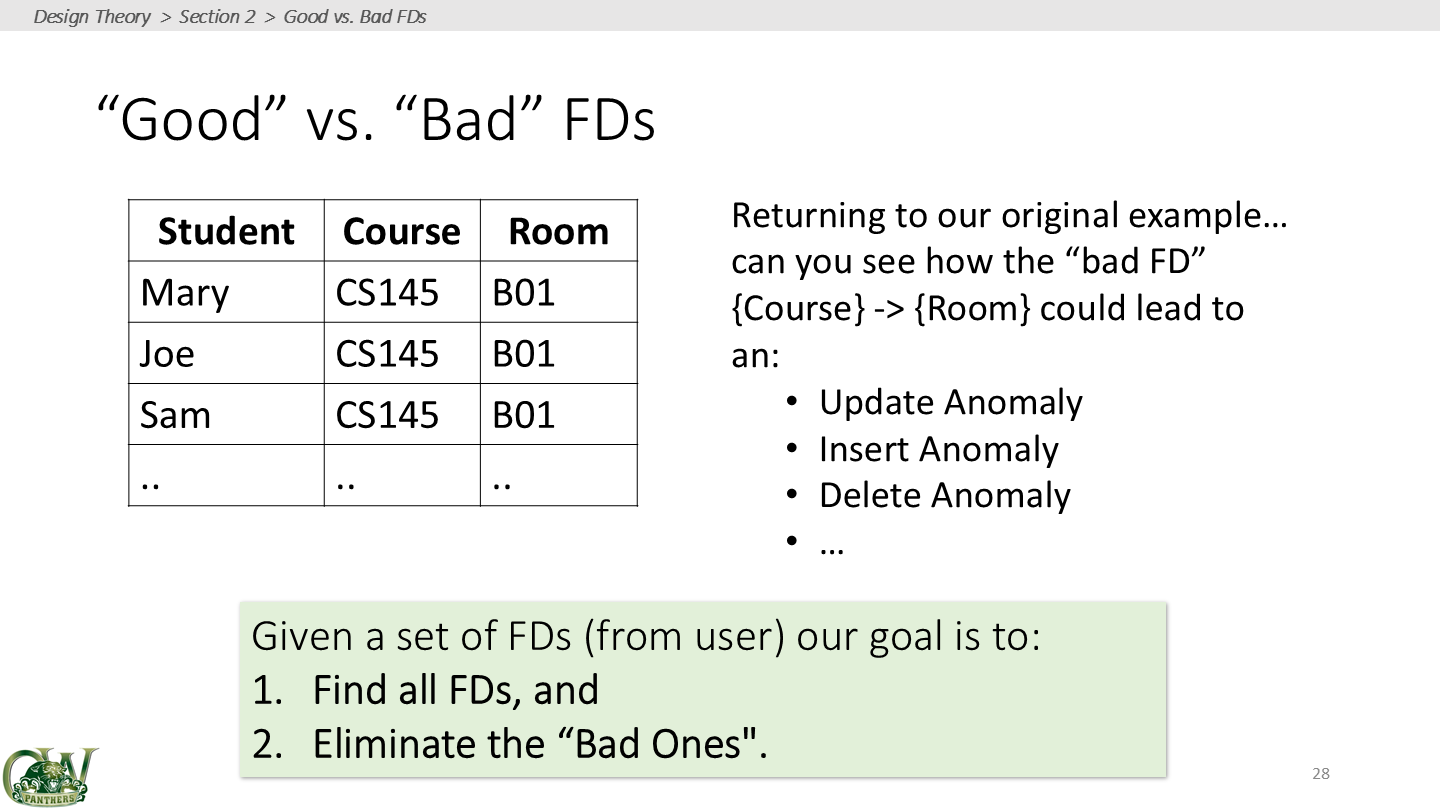 Design Theory > Section 2 > Good vs. Bad FDs
“Good” vs. “Bad” FDs
Student Course Room
Mary CS145 B01
Joe CS145 B01
Sam CS145 B01
.. .. ..
Returning to our original example…
can you see how the “bad FD”
{Course} -> {Room} could lead to
an:
• Update Anomaly
• Insert Anomaly
• Delete Anomaly
• …
Given a set of FDs (from user) our goal is to:
1. Find all FDs, and
2. Eliminate the “Bad Ones".
CW
PANTHERS
28